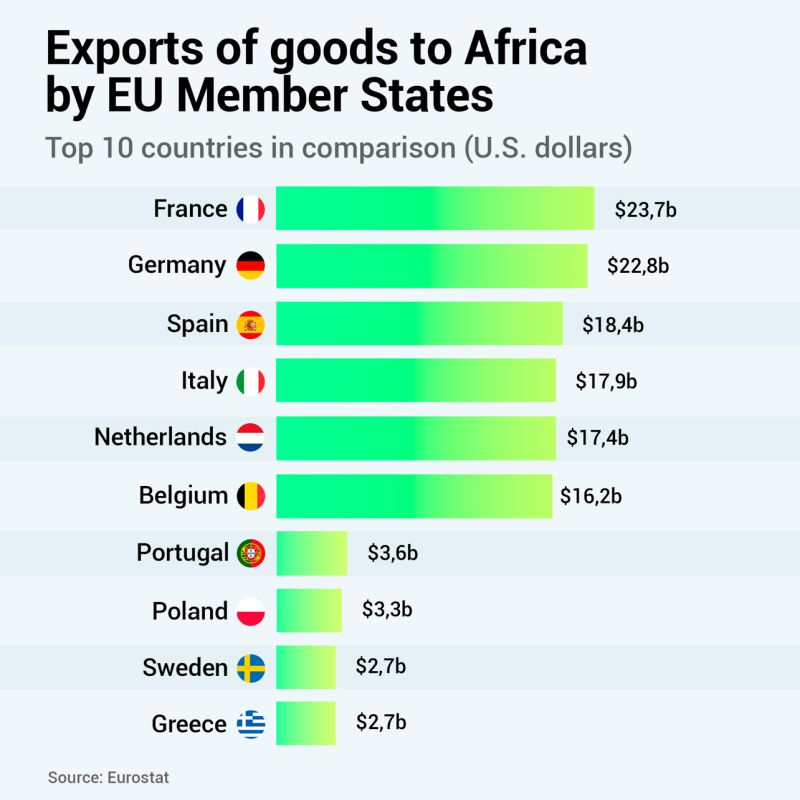 Exports of goods to Africa
by EU Member States
Top 10 countries in comparison (U.S. dollars)
France $23,7b
Germany $22,8b
Spain $18,4b
Italy $17,9b
Netherlands $17,4b
Belgium $16,2b
Portugal $3,6b
Poland $3,3b
Sweden $2,7b
Greece $2,7b
Source: Eurostat